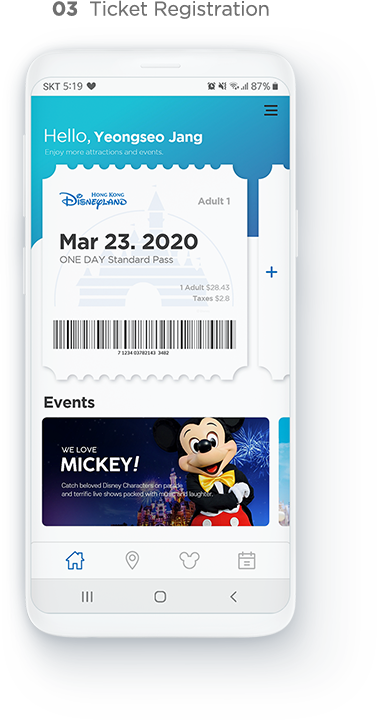 03 Ticket Registration
SKT 5:19 87%
Hello, Yeongseo Jang
Enjoy more attractions and events.
HONG KONG
Disneyland
Adult 1
Mar 23. 2020
ONE DAY Standard Pass
1 Adult $28.43
Taxes $2.8
7 1234 03782143 3482
Events
WE LOVE
MICKEY!
Catch beloved Disney Characters on parade
and terrific live shows packed with music and laughter.